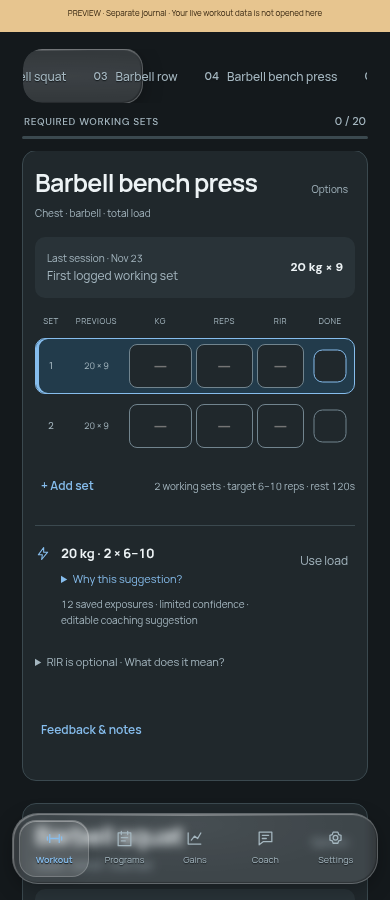 PREVIEW · Separate journal · Your live workout data is not opened here
ell squat 03 Barbell row 04 Barbell bench press
REQUIRED WORKING SETS 0 / 20
Barbell bench press Options
Chest · barbell · total load
Last session · Nov 23
First logged working set 20 kg × 9
SET PREVIOUS KG REPS RIR DONE
1 20 × 9 — — —
2 20 × 9 — — —
+ Add set 2 working sets · target 6–10 reps · rest 120s
20 kg · 2 × 6–10 Use load
Why this suggestion?
12 saved exposures · limited confidence ·
editable coaching suggestion
RIR is optional · What does it mean?
Feedback & notes
Barbell squat
Workout Programs Gains Coach Settings